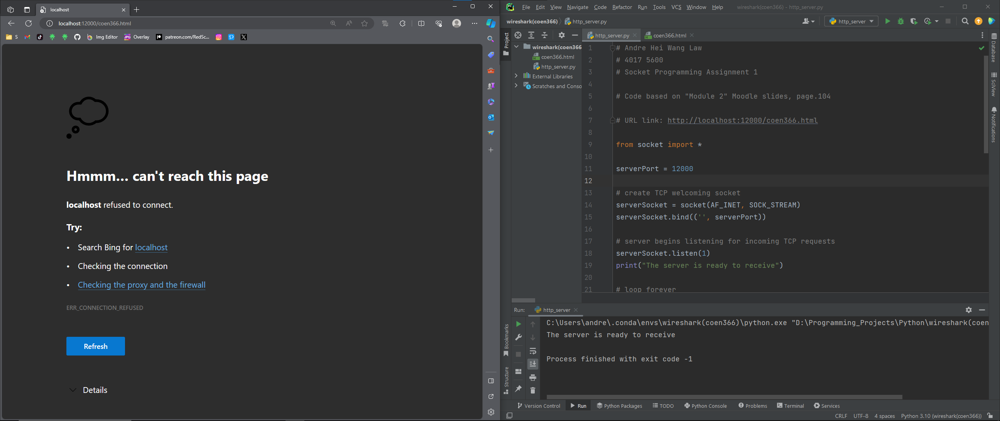 localhost
localhost:12000/coen366.html
S
Img Editor
JPG
Overlay
patreon.com/RedSc...
Hmmm... can't reach this page
localhost refused to connect.
Try:
• Search Bing for localhost
• Checking the connection
• Checking the proxy and the firewall
ERR_CONNECTION_REFUSED
Refresh
Details
PC
File Edit View Navigate Code Refactor Run Tools VCS Window Help
wireshark(coen366) - http_server.py
wireshark(coen366) http_server.py
http_server
Project
wireshark(coen366
coen366.html
http_server.py
External Libraries
Scratches and Conso
http_server.py
coen366.html
1 # Andre Hei Wang Law
2 # 4017 5600
3 # Socket Programming Assignment 1
4
5 # Code based on "Module 2" Moodle slides, page.104
6
7 # URL link: http://localhost:12000/coen366.html
8
9 from socket import *
10
11 serverPort = 12000
12
13 # create TCP welcoming socket
14 serverSocket = socket(AF_INET, SOCK_STREAM)
15 serverSocket.bind(('', serverPort))
16
17 # server begins listening for incoming TCP requests
18 serverSocket.listen(1)
19 print("The server is ready to receive")
20
21 # loop forever
Database
SciView
Notifications
Run: http_server
C:\Users\andre\.conda\envs\wireshark(coen366)\python.exe "D:\Programming_Projects\Python\wireshark(coen
The server is ready to receive
Process finished with exit code -1
Bookmarks
Structure
Version Control Run Python Packages TODO Python Console Problems Terminal Services
CRLF UTF-8 4 spaces Python 3.10 (wireshark(coen366))